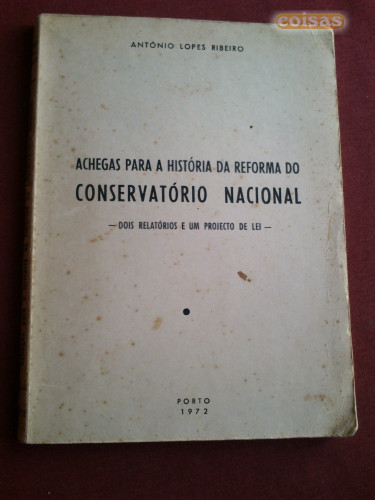 coisas
ANTÓNIO LOPES RIBEIRO
ACHEGAS PARA A HISTÓRIA DA REFORMA DO
CONSERVATÓRIO NACIONAL
— DOIS RELATÓRIOS E UM PROJECTO DE LEI —
PORTO
1972